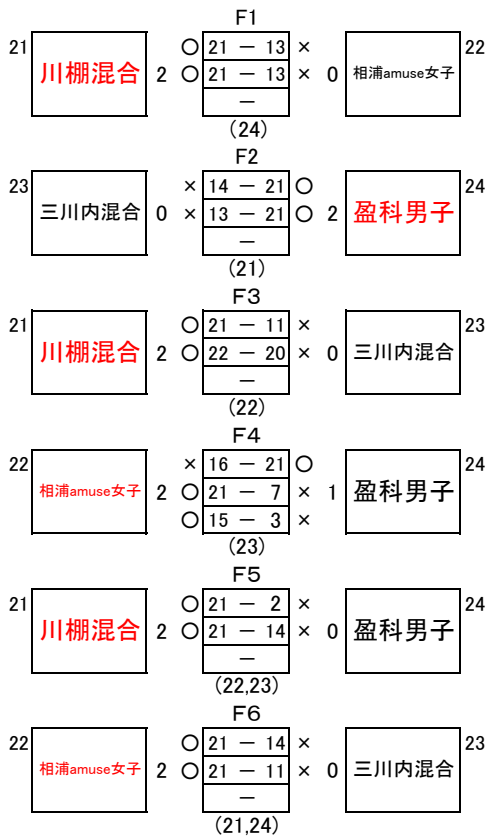 F1
21 川棚混合 2 ○ 21 － 13 × 0 相浦amuse女子 22
○ 21 － 13 ×
－
(24)
F2
23 三川内混合 0 × 14 － 21 ○ 2 盈科男子 24
× 13 － 21 ○
－
(21)
F3
21 川棚混合 2 ○ 21 － 11 × 0 三川内混合 23
○ 22 － 20 ×
－
(22)
F4
22 相浦amuse女子 2 × 16 － 21 ○ 1 盈科男子 24
○ 21 － 7 ×
○ 15 － 3 ×
(23)
F5
21 川棚混合 2 ○ 21 － 2 × 0 盈科男子 24
○ 21 － 14 ×
－
(22,23)
F6
22 相浦amuse女子 2 ○ 21 － 14 × 0 三川内混合 23
○ 21 － 11 ×
－
(21,24)